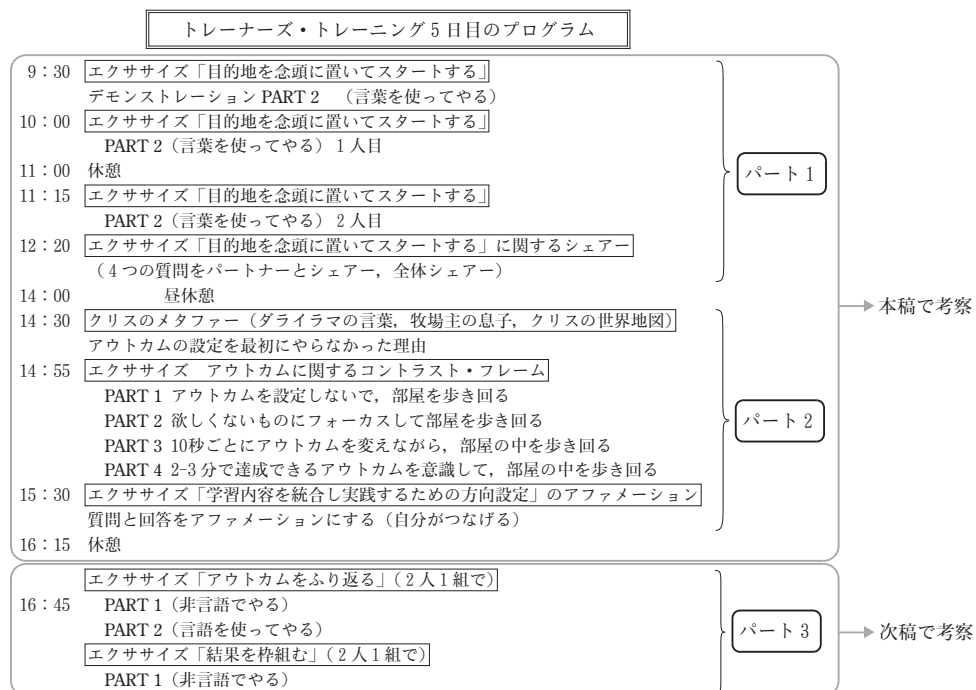 トレーナーズ・トレーニング5日目のプログラム
9:30 エクササイズ「目的地を念頭に置いてスタートする」
デモンストレーション PART 2 (言葉を使ってやる)
10:00 エクササイズ「目的地を念頭に置いてスタートする」
PART 2(言葉を使ってやる) 1人目
11:00 休憩
パート1
11:15 エクササイズ「目的地を念頭に置いてスタートする」
PART 2(言葉を使ってやる) 2人目
12:20 エクササイズ「目的地を念頭に置いてスタートする」に関するシェアー
(4つの質問をパートナーとシェアー,全体シェアー)
14:00 昼休憩
本稿で考察
14:30 クリスのメタファー(ダライラマの言葉,牧場主の息子,クリスの世界地図)
アウトカムの設定を最初にやらなかった理由
14:55 エクササイズ アウトカムに関するコントラスト・フレーム
PART 1 アウトカムを設定しないで,部屋を歩き回る
PART 2 欲しくないものにフォーカスして部屋を歩き回る
パート2
PART 3 10秒ごとにアウトカムを変えながら,部屋の中を歩き回る
PART 4 2-3分で達成できるアウトカムを意識して,部屋の中を歩き回る
15:30 エクササイズ「学習内容を統合し実践するための方向設定」のアファメーション
質問と回答をアファメーションにする(自分がつなげる)
16:15 休憩
エクササイズ「アウトカムをふり返る」(2人1組で)
16:45 PART 1(非言語でやる)
PART 2(言語を使ってやる)
パート3
次稿で考察
エクササイズ「結果を枠組む」(2人1組で)
PART 1(非言語でやる)